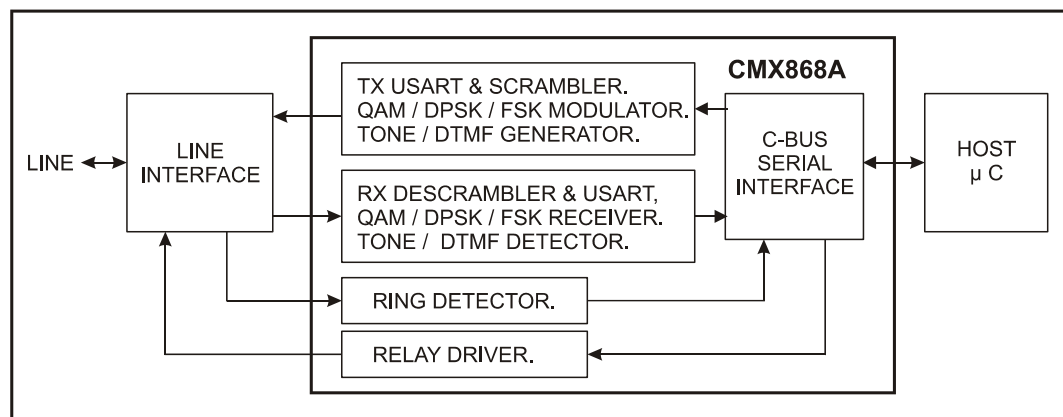 CMX868A
TX USART & SCRAMBLER.
QAM / DPSK / FSK MODULATOR.
TONE / DTMF GENERATOR.
LINE
LINE
INTERFACE
C-BUS
SERIAL
INTERFACE
HOST
µ C
RX DESCRAMBLER & USART,
QAM / DPSK / FSK RECEIVER.
TONE / DTMF DETECTOR.
RING DETECTOR.
RELAY DRIVER.